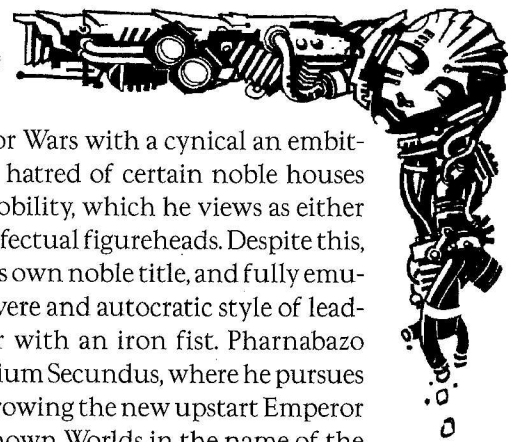 or Wars with a cynical an embit-
hatred of certain noble houses
obility, which he views as either
fectual figureheads. Despite this,
s own noble title, and fully emu-
vere and autocratic style of lead-
r with an iron fist. Pharnabazo
ium Secundus, where he pursues
rowing the new upstart Emperor
nown Worlds in the name of the